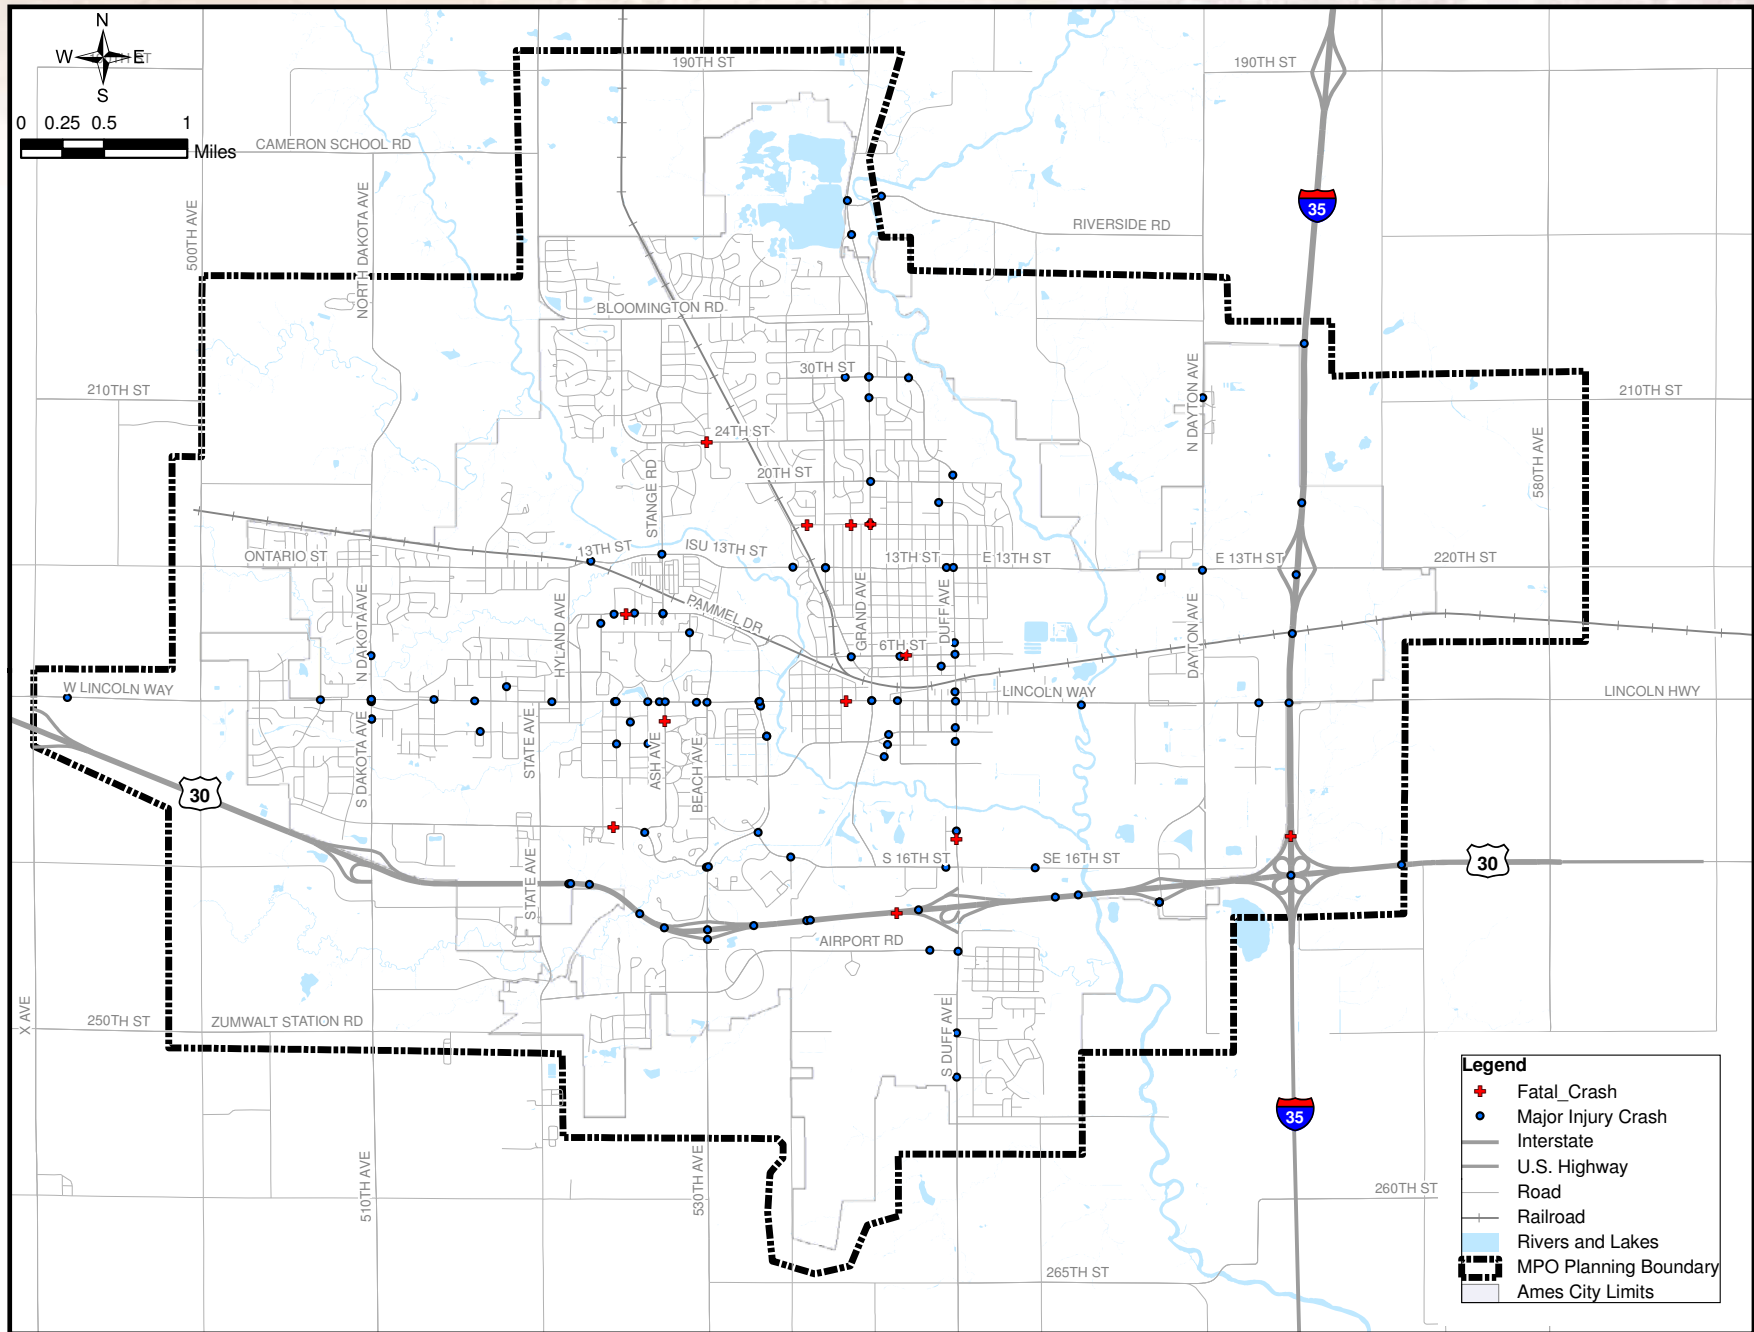 N
W
E
S
0 0.25 0.5 1
Miles
190TH ST
190TH ST
CAMERON SCHOOL RD
500TH AVE
NORTH DAKOTA AVE
35
RIVERSIDE RD
BLOOMINGTON RD
30TH ST
N DAYTON AVE
210TH ST
210TH ST
24TH ST
580TH AVE
20TH ST
STANGE RD
ONTARIO ST
13TH ST
ISU 13TH ST
13TH ST
E 13TH ST
E 13TH ST
220TH ST
N DAKOTA AVE
HYLAND AVE
PAMMEL DR
GRAND AVE
DUFF AVE
DAYTON AVE
6TH ST
W LINCOLN WAY
LINCOLN WAY
LINCOLN HWY
S DAKOTA AVE
STATE AVE
ASH AVE
BEACH AVE
30
STATE AVE
S 16TH ST
SE 16TH ST
30
AIRPORT RD
X AVE
250TH ST
ZUMWALT STATION RD
S DUFF AVE
35
510TH AVE
530TH AVE
260TH ST
265TH ST
Legend
Fatal_Crash
Major Injury Crash
Interstate
U.S. Highway
Road
Railroad
Rivers and Lakes
MPO Planning Boundary
Ames City Limits